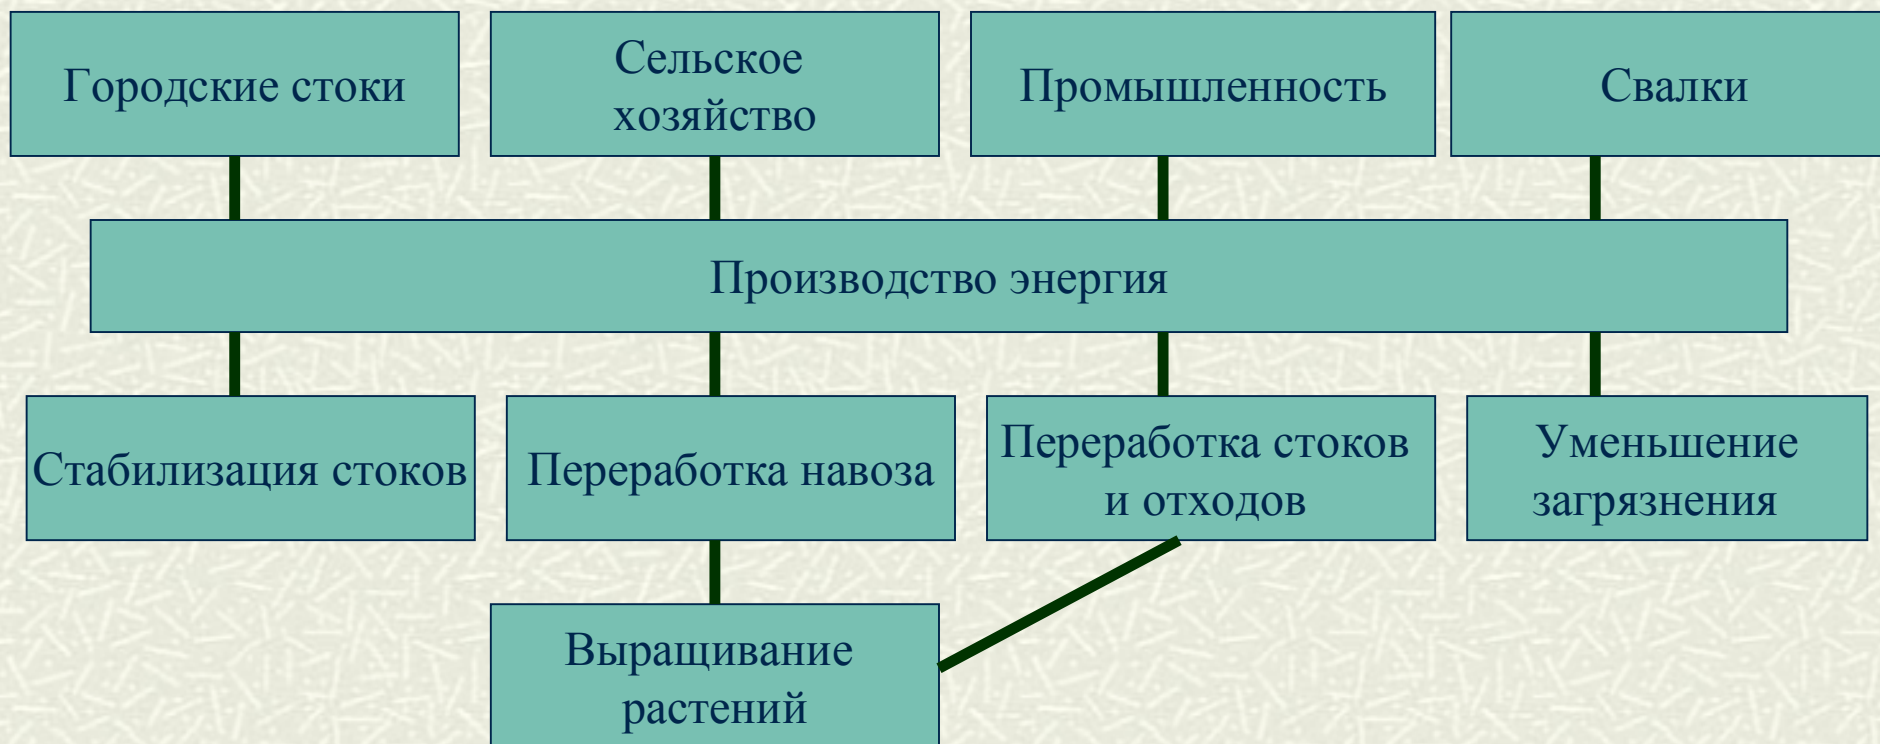 Городские стоки
Сельское
хозяйство
Промышленность
Свалки
Производство энергия
Стабилизация стоков
Переработка навоза
Переработка стоков
и отходов
Уменьшение
загрязнения
Выращивание
растений